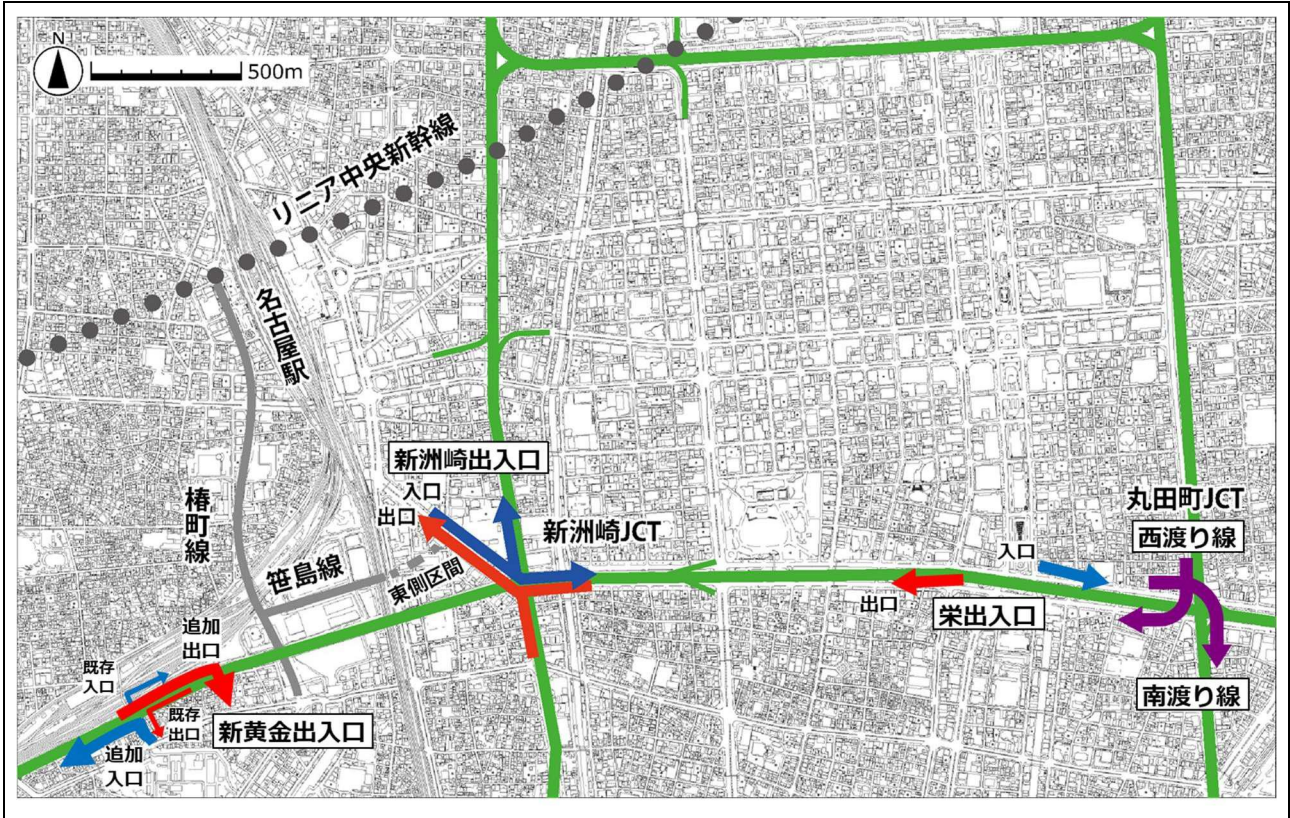 N
500m
リニア中央新幹線
名古屋駅
新洲崎出入口
入口
出口
新洲崎JCT
椿町線
笹島線
東側区間
丸田町JCT
西渡り線
入口
出口
栄出入口
南渡り線
追加
出口
既存
入口
既存
出口
新黄金出入口
追加
入口